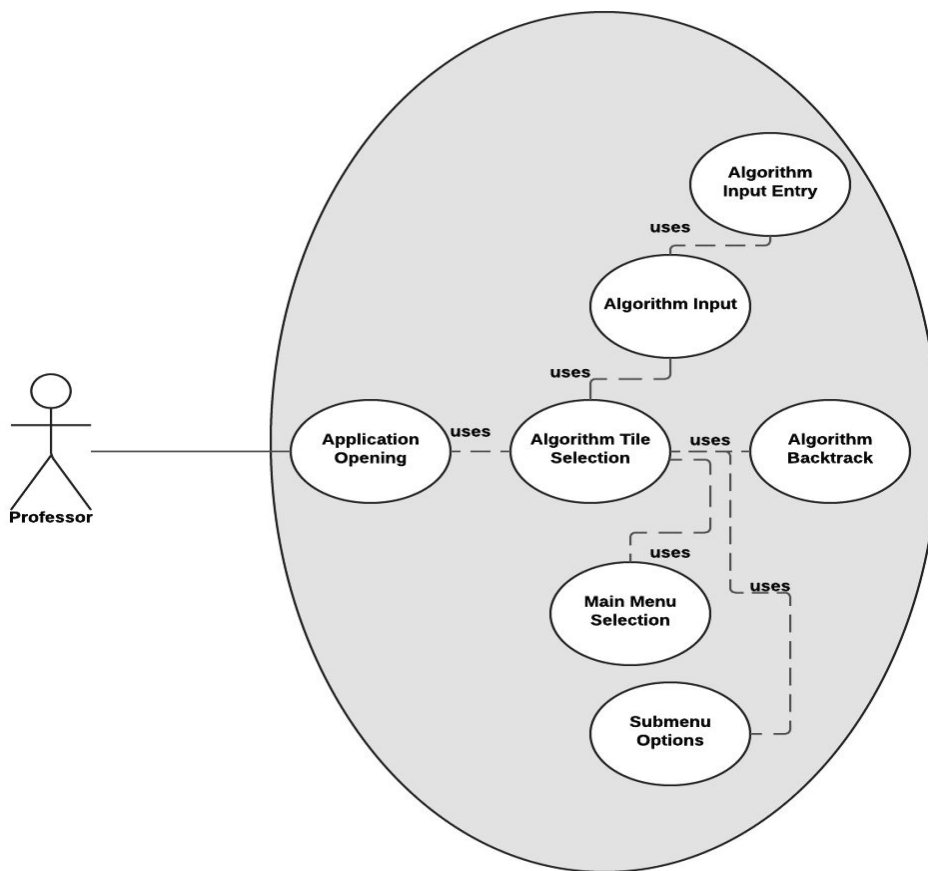 Algorithm
Input Entry
uses
Algorithm Input
uses
Application
Opening
uses
Algorithm Tile
Selection
uses
Algorithm
Backtrack
Professor
uses
Main Menu
Selection
uses
Submenu
Options